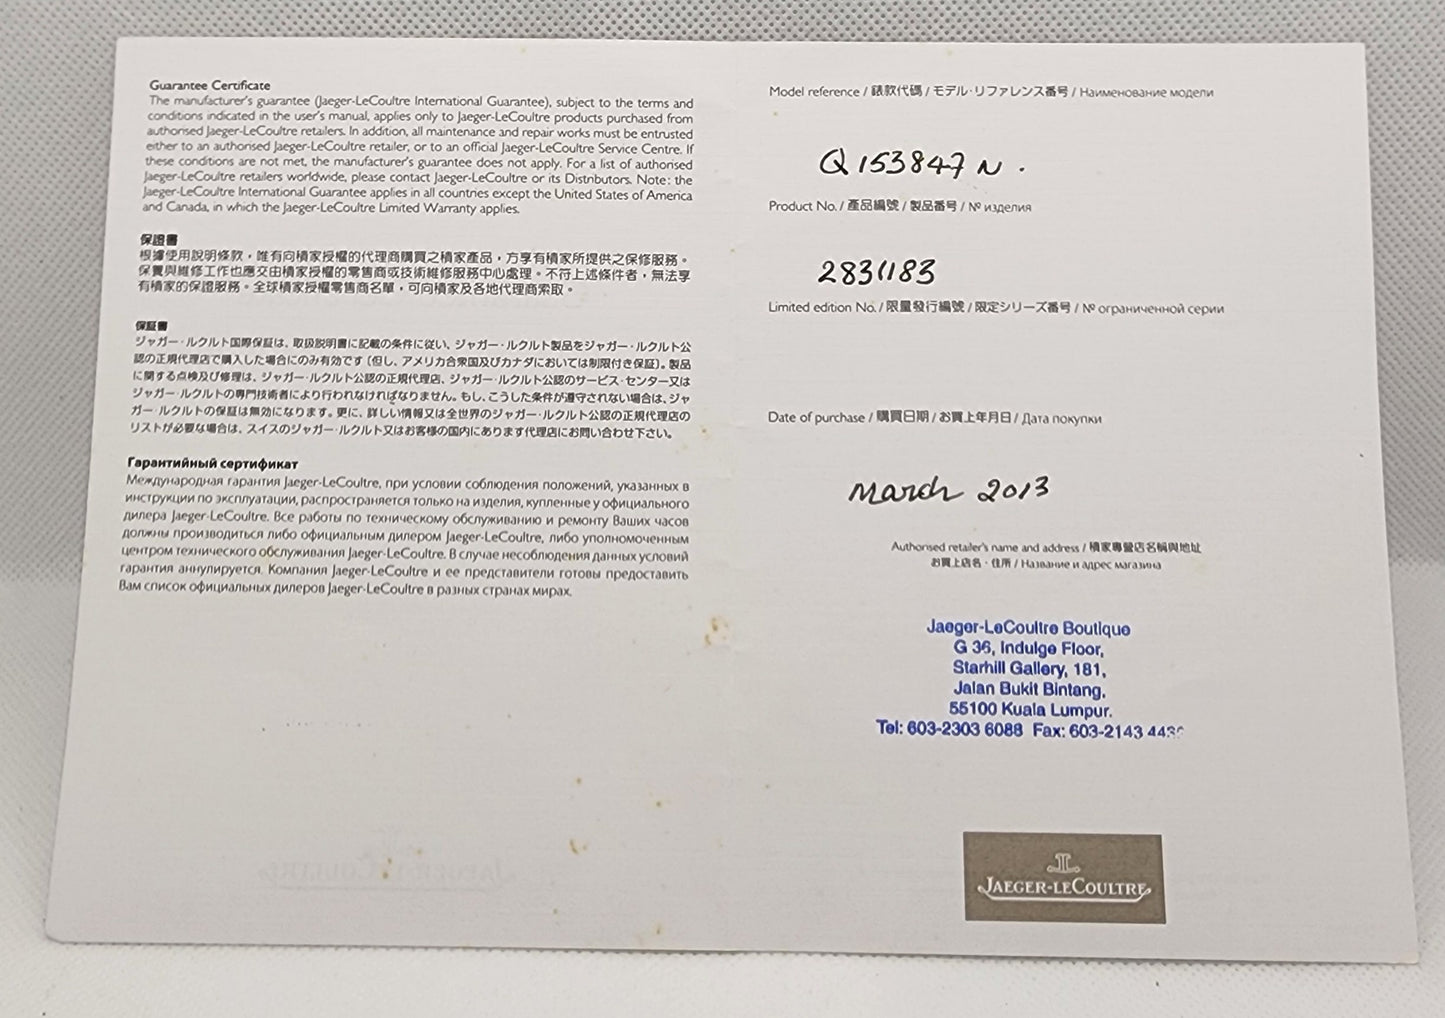 Guarantee Certificate
The manufacturer's guarantee (Jaeger-LeCoultre International Guarantee), subject to the terms and
conditions indicated in the user's manual, applies only to Jaeger-LeCoultre products purchased from
authorised Jaeger-LeCoultre retailers. In addition, all maintenance and repair works must be entrusted
either to an authorised Jaeger-LeCoultre retailer, or to an official Jaeger-LeCoultre Service Centre. If
these conditions are not met, the manufacturer's guarantee does not apply. For a list of authorised
Jaeger-LeCoultre retailers worldwide, please contact Jaeger-LeCoultre or its Distributors. Note: the
Jaeger-LeCoultre International Guarantee applies in all countries except the United States of America
and Canada, in which the Jaeger-LeCoultre Limited Warranty applies.
保證書
根據使用說明條款，唯有向積家授權的代理商購買之積家產品，方享有積家所提供之保修服務。
保養與維修工作也應交由積家授權的零售商或技術維修服務中心處理。不符上述條件者，無法享
有積家的保證服務。全球積家授權零售商名單，可向積家及各地代理商索取。
保証書
ジャガー・ルクルト国際保証は、取扱説明書に記載の条件に従い、ジャガー・ルクルト製品をジャガー・ルクルト公
認の正規代理店で購入した場合にのみ有効です（但し、アメリカ合衆国及びカナダにおいては制限付き保証）。製品
に関する点検及び修理は、ジャガー・ルクルト公認の正規代理店、ジャガー・ルクルト公認のサービス・センター又は
ジャガー・ルクルトの専門技術者により行われなければなりません。もし、こうした条件が遵守されない場合は、ジャ
ガー・ルクルトの保証は無効になります。更に、詳しい情報又は全世界のジャガー・ルクルト公認の正規代理店の
リストが必要な場合は、スイスのジャガー・ルクルト又はお客様の国内にあります代理店にお問い合わせ下さい。
Гарантийный сертификат
Международная гарантия Jaeger-LeCoultre, при условии соблюдения положений, указанных в
инструкции по эксплуатации, распространяется только на изделия, купленные у официального
дилера Jaeger-LeCoultre. Все работы по техническому обслуживанию и ремонту Ваших часов
должны производиться либо официальным дилером Jaeger-LeCoultre, либо уполномоченным
центром технического обслуживания Jaeger-LeCoultre. В случае несоблюдения данных условий
гарантия аннулируется. Компания Jaeger-LeCoultre и ее представители готовы предоставить
Вам список официальных дилеров Jaeger-LeCoultre в разных странах мирах.
Model reference / 錶款代碼 / モデル・リファレンス番号 / Наименование модели
Q153847N.
Product No. / 產品編號 / 製品番号 / № изделия
2831183
Limited edition No. / 限量發行編號 / 限定シリーズ番号 / № ограниченной серии
Date of purchase / 購買日期 / お買上年月日 / Дата покупки
March 2013
Authorised retailer's name and address / 積家專營店名稱與地址
お買上店名・住所 / Название и адрес магазина
Jaeger-LeCoultre Boutique
G 36, Indulge Floor,
Starhill Gallery, 181,
Jalan Bukit Bintang,
55100 Kuala Lumpur.
Tel: 603-2303 6088 Fax: 603-2143
JAEGER-LECOULTRE